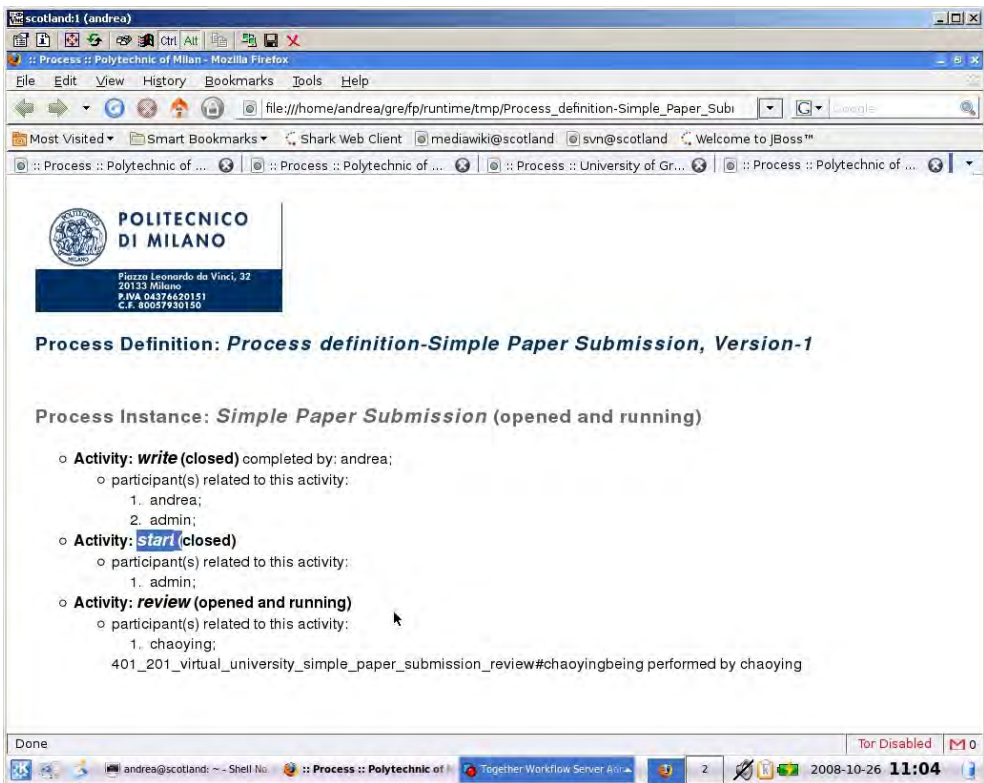 scotland:1 (andrea)
Ctrl Alt
:: Process :: Polytechnic of Milan - Mozilla Firefox
File Edit View History Bookmarks Tools Help
file:///home/andrea/gre/fp/runtime/tmp/Process_definition-Simple_Paper_Subi
G Google
Most Visited Smart Bookmarks Shark Web Client mediawiki@scotland svn@scotland Welcome to JBoss™
:: Process :: Polytechnic of ... :: Process :: Polytechnic of ... :: Process :: University of Gr... :: Process :: Polytechnic of ...
POLITECNICO
DI MILANO
MILANO
Piazza Leonardo da Vinci, 32
20133 Milano
P.IVA 04376620151
C.F. 80057930150
Process Definition: Process definition-Simple Paper Submission, Version-1
Process Instance: Simple Paper Submission (opened and running)
Activity: write (closed) completed by: andrea;
participant(s) related to this activity:
1. andrea;
2. admin;
Activity: start (closed)
participant(s) related to this activity:
1. admin;
Activity: review (opened and running)
participant(s) related to this activity:
1. chaoying;
401_201_virtual_university_simple_paper_submission_review#chaoyingbeing performed by chaoying
Done Tor Disabled 0
andrea@scotland: ~ - Shell No. :: Process :: Polytechnic of Together Workflow Server 2 2008-10-26 11:04